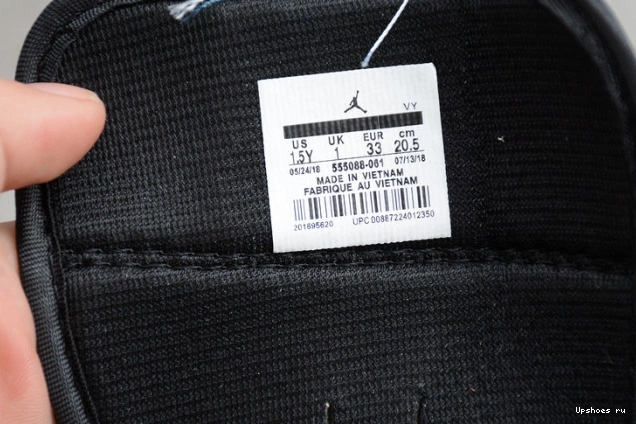 VY
US UK EUR cm
1.5Y 1 33 20.5
05/24/18 555088-061 07/13/18
MADE IN VIETNAM
FABRIQUE AU VIETNAM
201695620 UPC:00887224012350
Upshoes ru